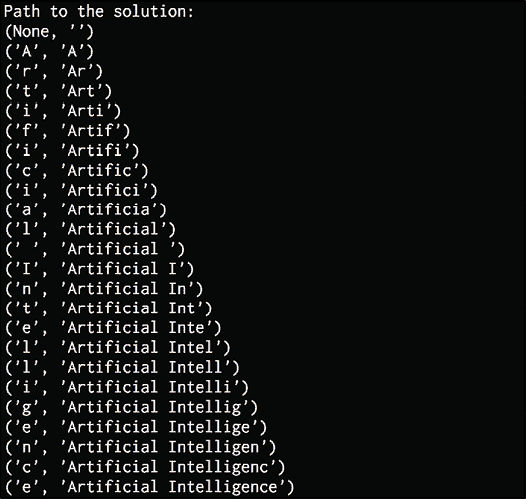 Path to the solution:
(None, '')
('A', 'A')
('r', 'Ar')
('t', 'Art')
('i', 'Arti')
('f', 'Artif')
('i', 'Artifi')
('c', 'Artific')
('i', 'Artifici')
('a', 'Artificia')
('l', 'Artificial')
(' ', 'Artificial ')
('I', 'Artificial I')
('n', 'Artificial In')
('t', 'Artificial Int')
('e', 'Artificial Inte')
('l', 'Artificial Intel')
('l', 'Artificial Intell')
('i', 'Artificial Intelli')
('g', 'Artificial Intellig')
('e', 'Artificial Intellige')
('n', 'Artificial Intelligen')
('c', 'Artificial Intelligenc')
('e', 'Artificial Intelligence')